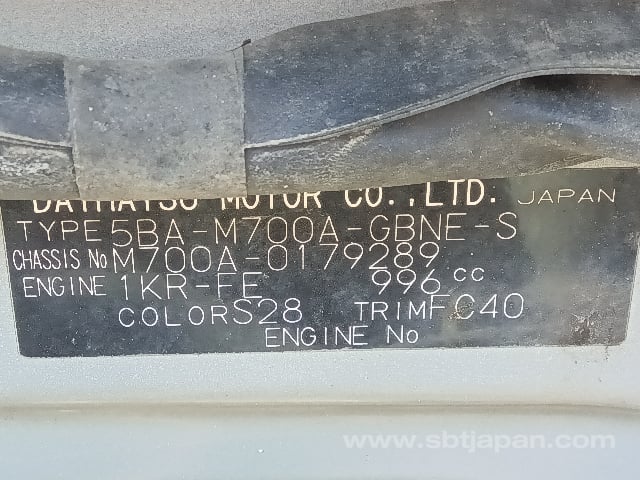 DAIHATSU MOTOR CO.,LTD. JAPAN
TYPE 5BA-M700A-GBNE-S
CHASSIS No M700A-0179289
ENGINE 1KR-FE 996 cc
COLOR S28 TRIM FC40
ENGINE No
www.sbtjapan.com